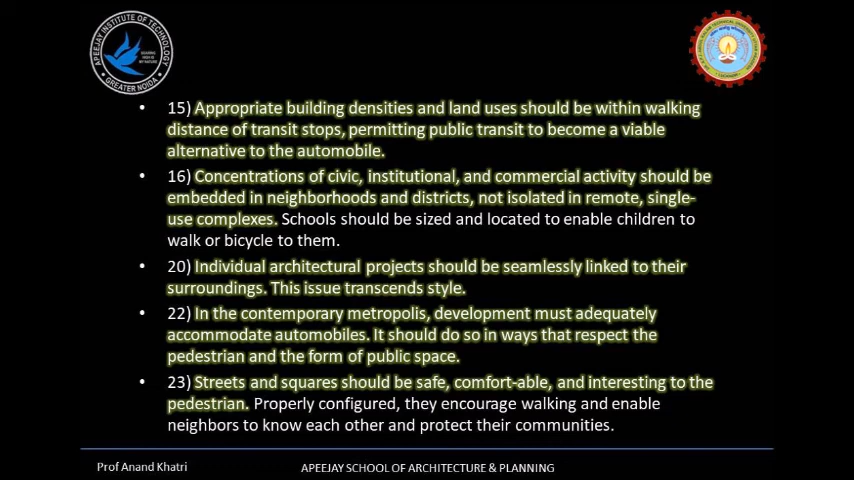 APEEJAY INSTITUTE OF TECHNOLOGY
GREATER NOIDA
• 15) Appropriate building densities and land uses should be within walking
distance of transit stops, permitting public transit to become a viable
alternative to the automobile.
• 16) Concentrations of civic, institutional, and commercial activity should be
embedded in neighborhoods and districts, not isolated in remote, single-
use complexes. Schools should be sized and located to enable children to
walk or bicycle to them.
• 20) Individual architectural projects should be seamlessly linked to their
surroundings. This issue transcends style.
• 22) In the contemporary metropolis, development must adequately
accommodate automobiles. It should do so in ways that respect the
pedestrian and the form of public space.
• 23) Streets and squares should be safe, comfort-able, and interesting to the
pedestrian. Properly configured, they encourage walking and enable
neighbors to know each other and protect their communities.
Prof Anand Khatri
APEEJAY SCHOOL OF ARCHITECTURE & PLANNING